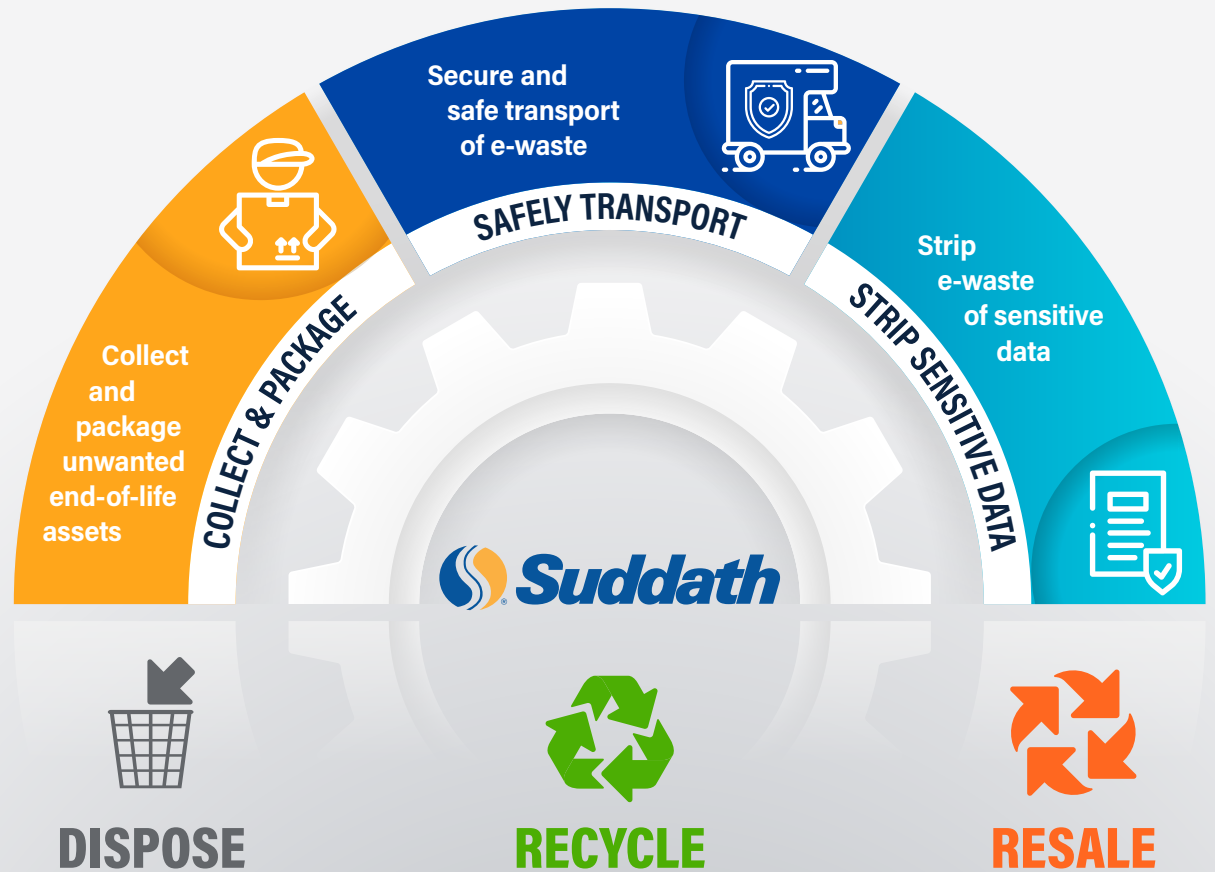 Collect
and
package
unwanted
end-of-life
assets
COLLECT & PACKAGE
Secure and
safe transport
of e-waste
SAFELY TRANSPORT
Strip
e-waste
of sensitive
data
STRIP SENSITIVE DATA
Suddath®
DISPOSE
RECYCLE
RESALE